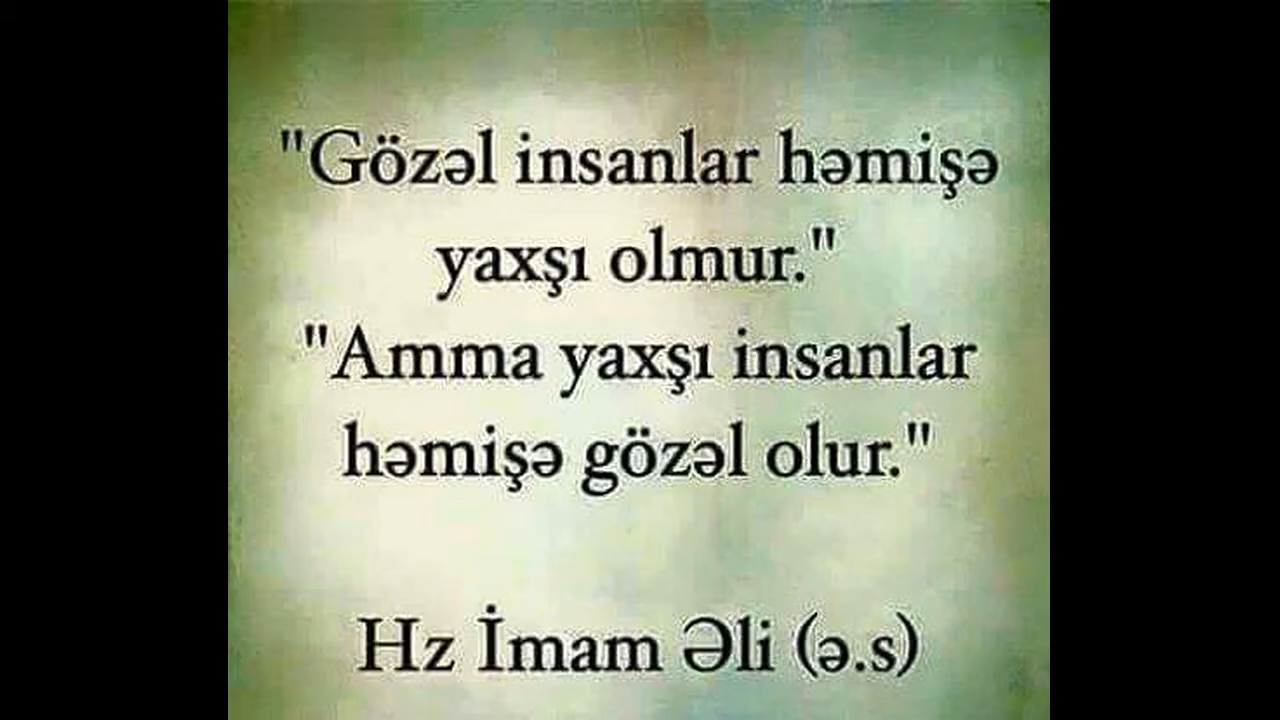 "Gözəl insanlar həmişə
yaxşı olmur."
"Amma yaxşı insanlar
həmişə gözəl olur."
Hz İmam Əli (ə.s)